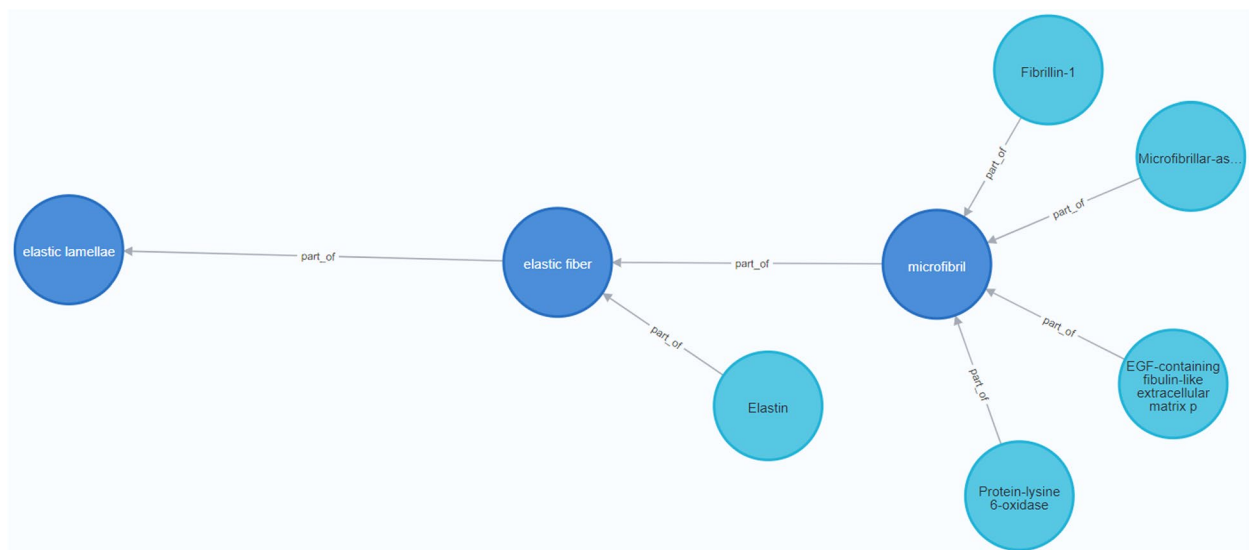 Fibrillin-1
part_of
Microfibrillar-as...
part_of
elastic lamellae
part_of
elastic fiber
part_of
microfibril
part_of
Elastin
part_of
EGF-containing
fibulin-like
extracellular
matrix p
part_of
Protein-lysine
6-oxidase